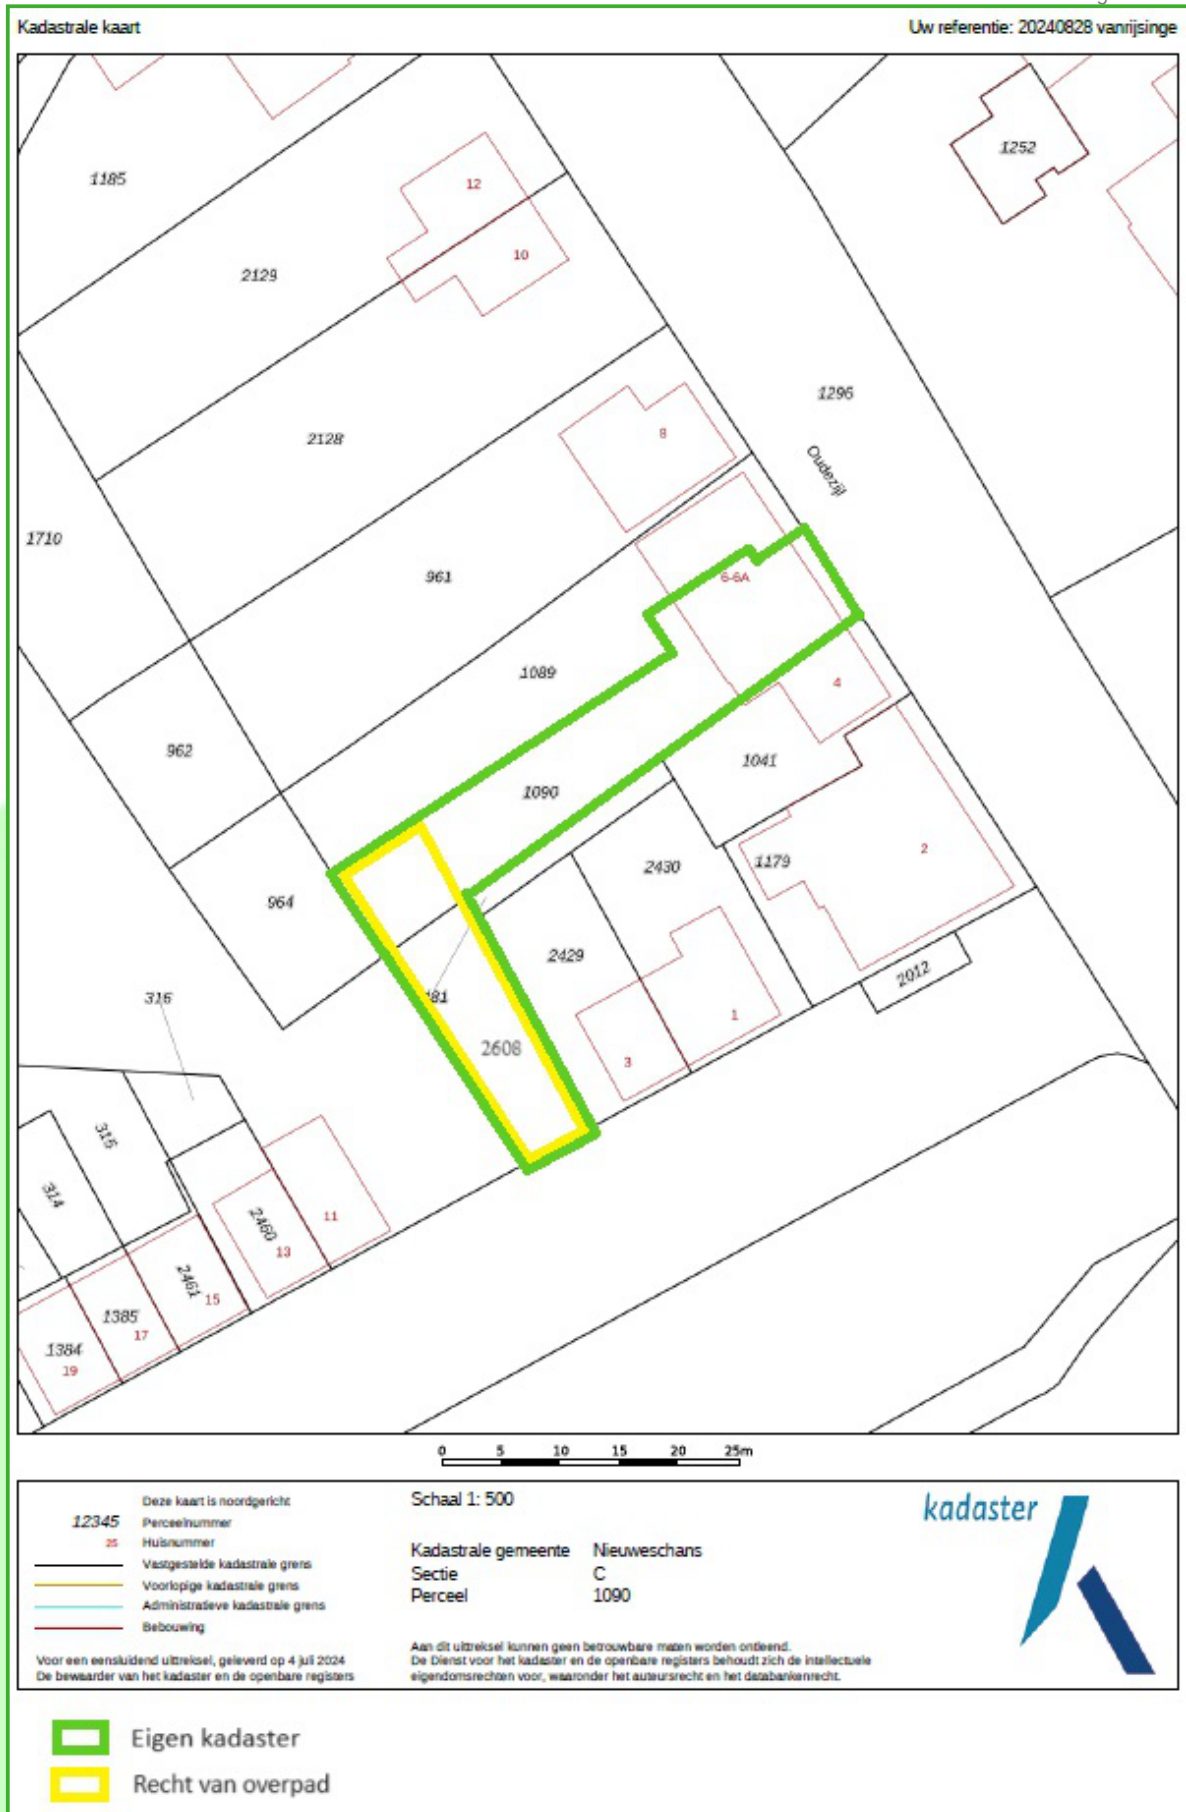 Kadastrale kaart
Uw referentie: 20240828 vanrijsinge
1252
1185
12
10
2129
1296
8
2128
Oudezijl
1710
961
6-6A
1089
4
962
1041
1090
2
1179
2430
964
2429
2012
316
181
1
2608
3
315
314
11
2460
13
2461
15
1385
17
1384
19
0 5 10 15 20 25m
Deze kaart is noordgericht
12345 Perceelnummer
25 Huisnummer
Vastgestelde kadastrale grens
Voorlopige kadastrale grens
Administratieve kadastrale grens
Bebouwing
Voor een eensluidend uittreksel, geleverd op 4 juli 2024
De bewaarder van het kadaster en de openbare registers
Schaal 1: 500
Kadastrale gemeente Nieuweschans
Sectie C
Perceel 1090
Aan dit uittreksel kunnen geen betrouwbare maten worden ontleend.
De Dienst voor het kadaster en de openbare registers behoudt zich de intellectuele
eigendomsrechten voor, waaronder het auteursrecht en het databankenrecht.
kadaster
Eigen kadaster
Recht van overpad